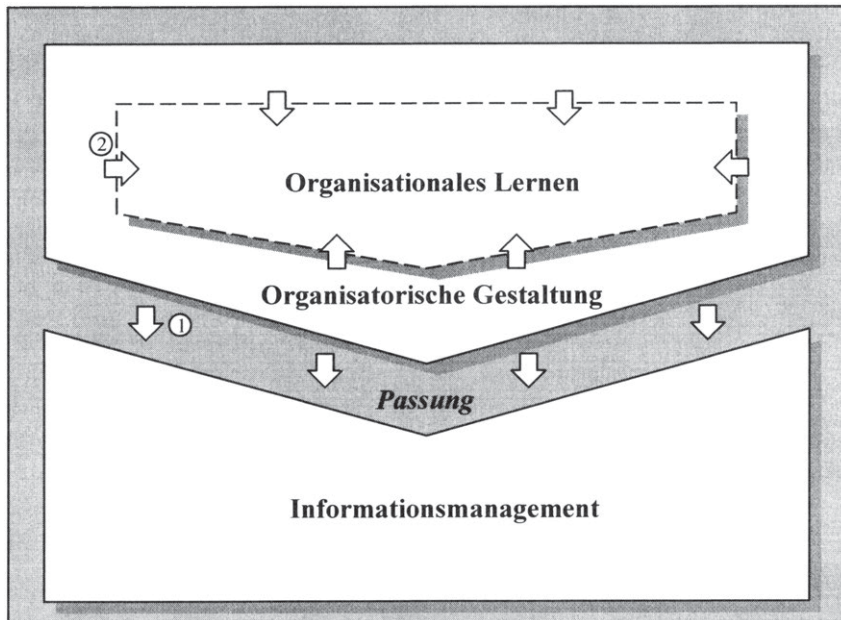 ②
Organisationales Lernen
Organisatorische Gestaltung
①
Passung
Informationsmanagement